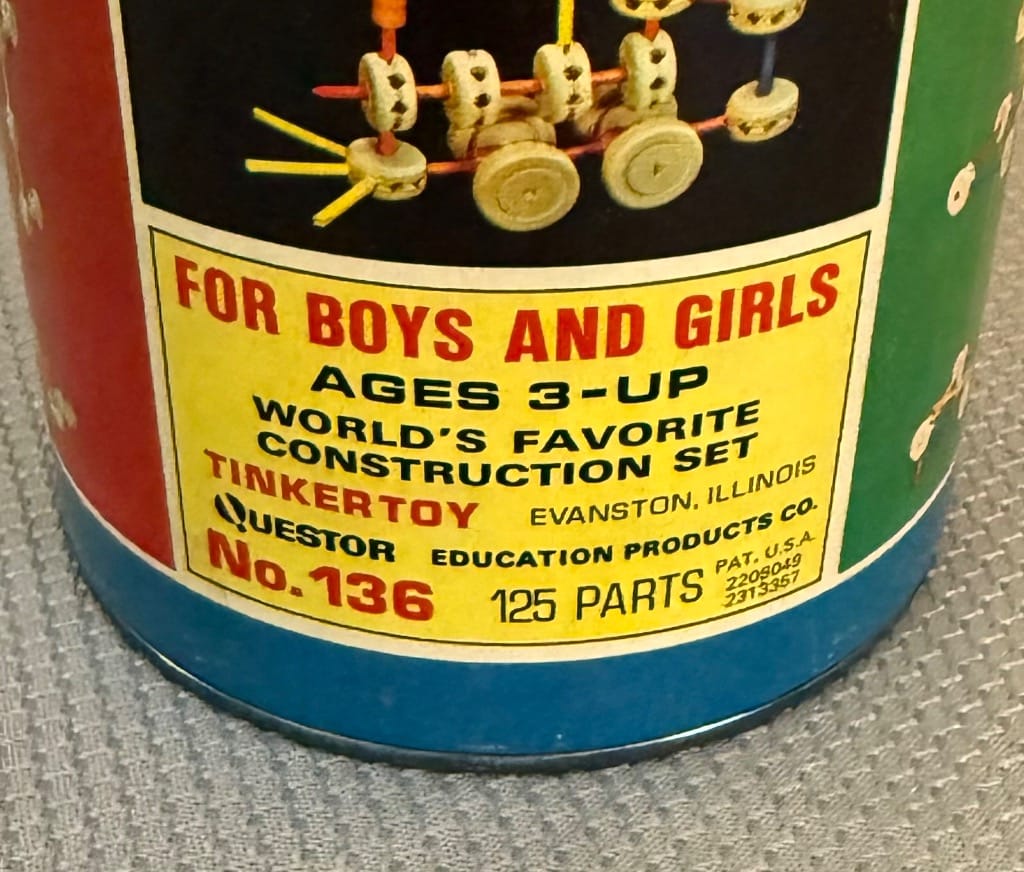 FOR BOYS AND GIRLS
AGES 3-UP
WORLD'S FAVORITE
CONSTRUCTION SET
TINKERTOY EVANSTON, ILLINOIS
QUESTOR EDUCATION PRODUCTS CO.
No. 136 125 PARTS PAT. U.S.A.
2209049
2313357